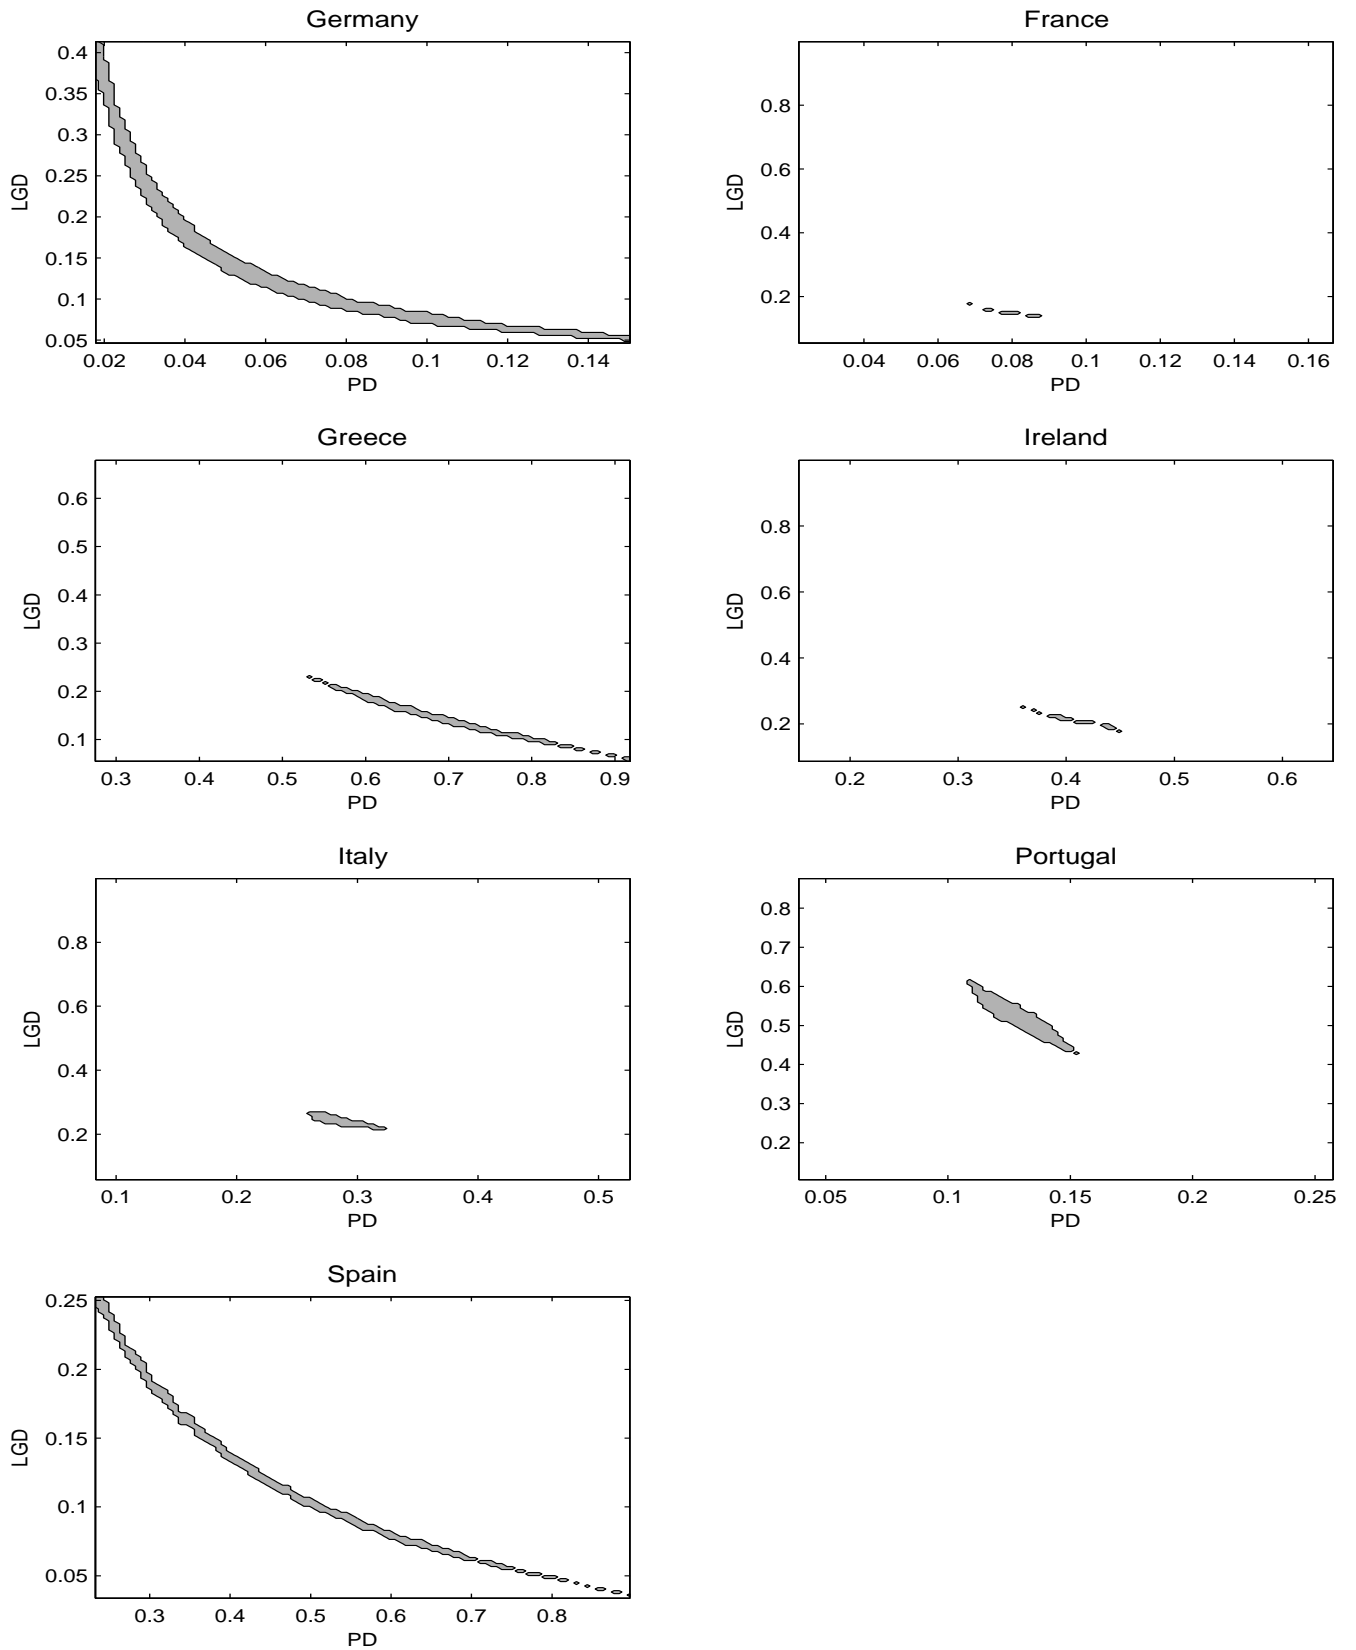 Germany
0.4
0.35
0.3
0.25
0.2
0.15
0.1
0.05
LGD
0.02 0.04 0.06 0.08 0.1 0.12 0.14
PD
France
0.8
0.6
0.4
0.2
LGD
0.04 0.06 0.08 0.1 0.12 0.14 0.16
PD
Greece
0.6
0.5
0.4
0.3
0.2
0.1
LGD
0.3 0.4 0.5 0.6 0.7 0.8 0.9
PD
Ireland
0.8
0.6
0.4
0.2
LGD
0.2 0.3 0.4 0.5 0.6
PD
Italy
0.8
0.6
0.4
0.2
LGD
0.1 0.2 0.3 0.4 0.5
PD
Portugal
0.8
0.7
0.6
0.5
0.4
0.3
0.2
LGD
0.05 0.1 0.15 0.2 0.25
PD
Spain
0.25
0.2
0.15
0.1
0.05
LGD
0.3 0.4 0.5 0.6 0.7 0.8
PD